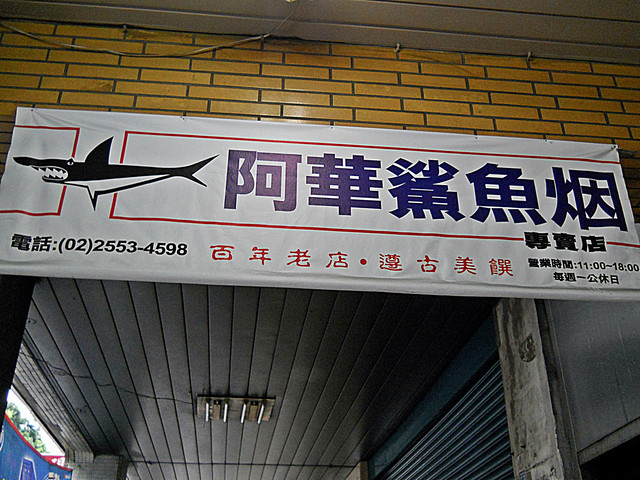 阿華鯊魚烟
專賣店
電話:(02)2553-4598
百年老店・遵古美饌
營業時間:11:00~18:00
每週一公休日